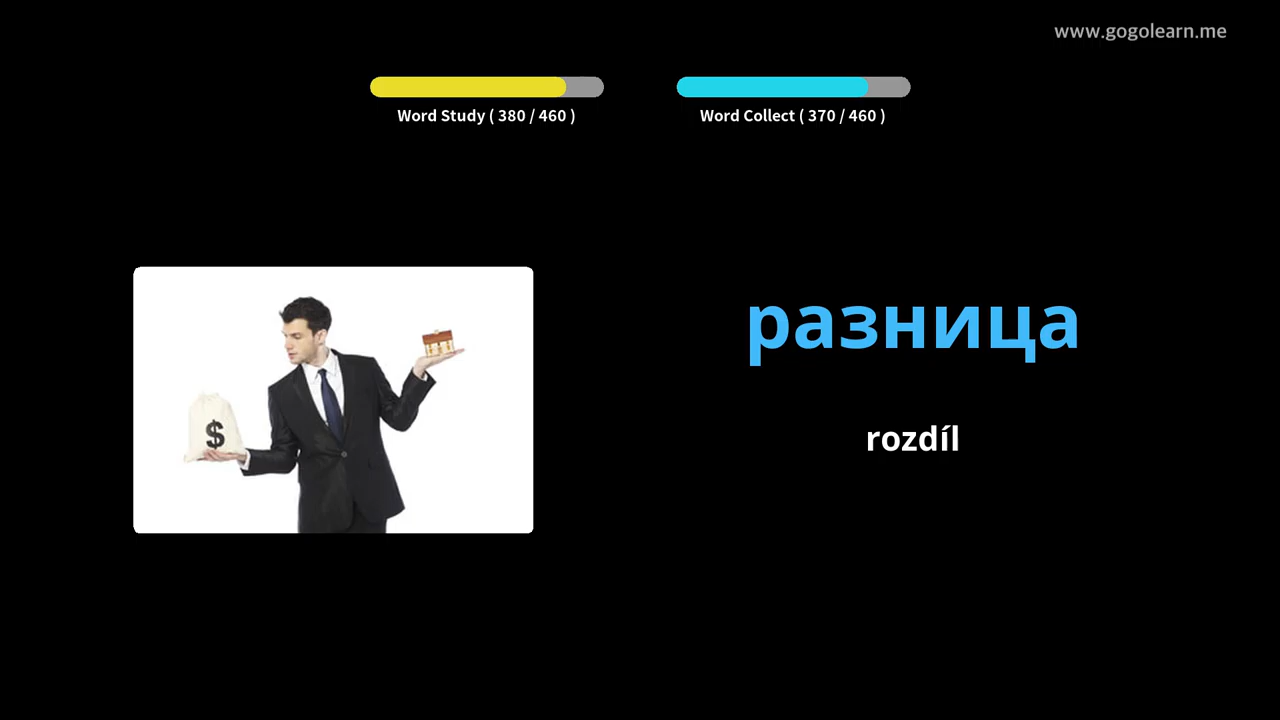 www.gogolearn.me
Word Study ( 380 / 460 )
Word Collect ( 370 / 460 )
разница
rozdíl
$